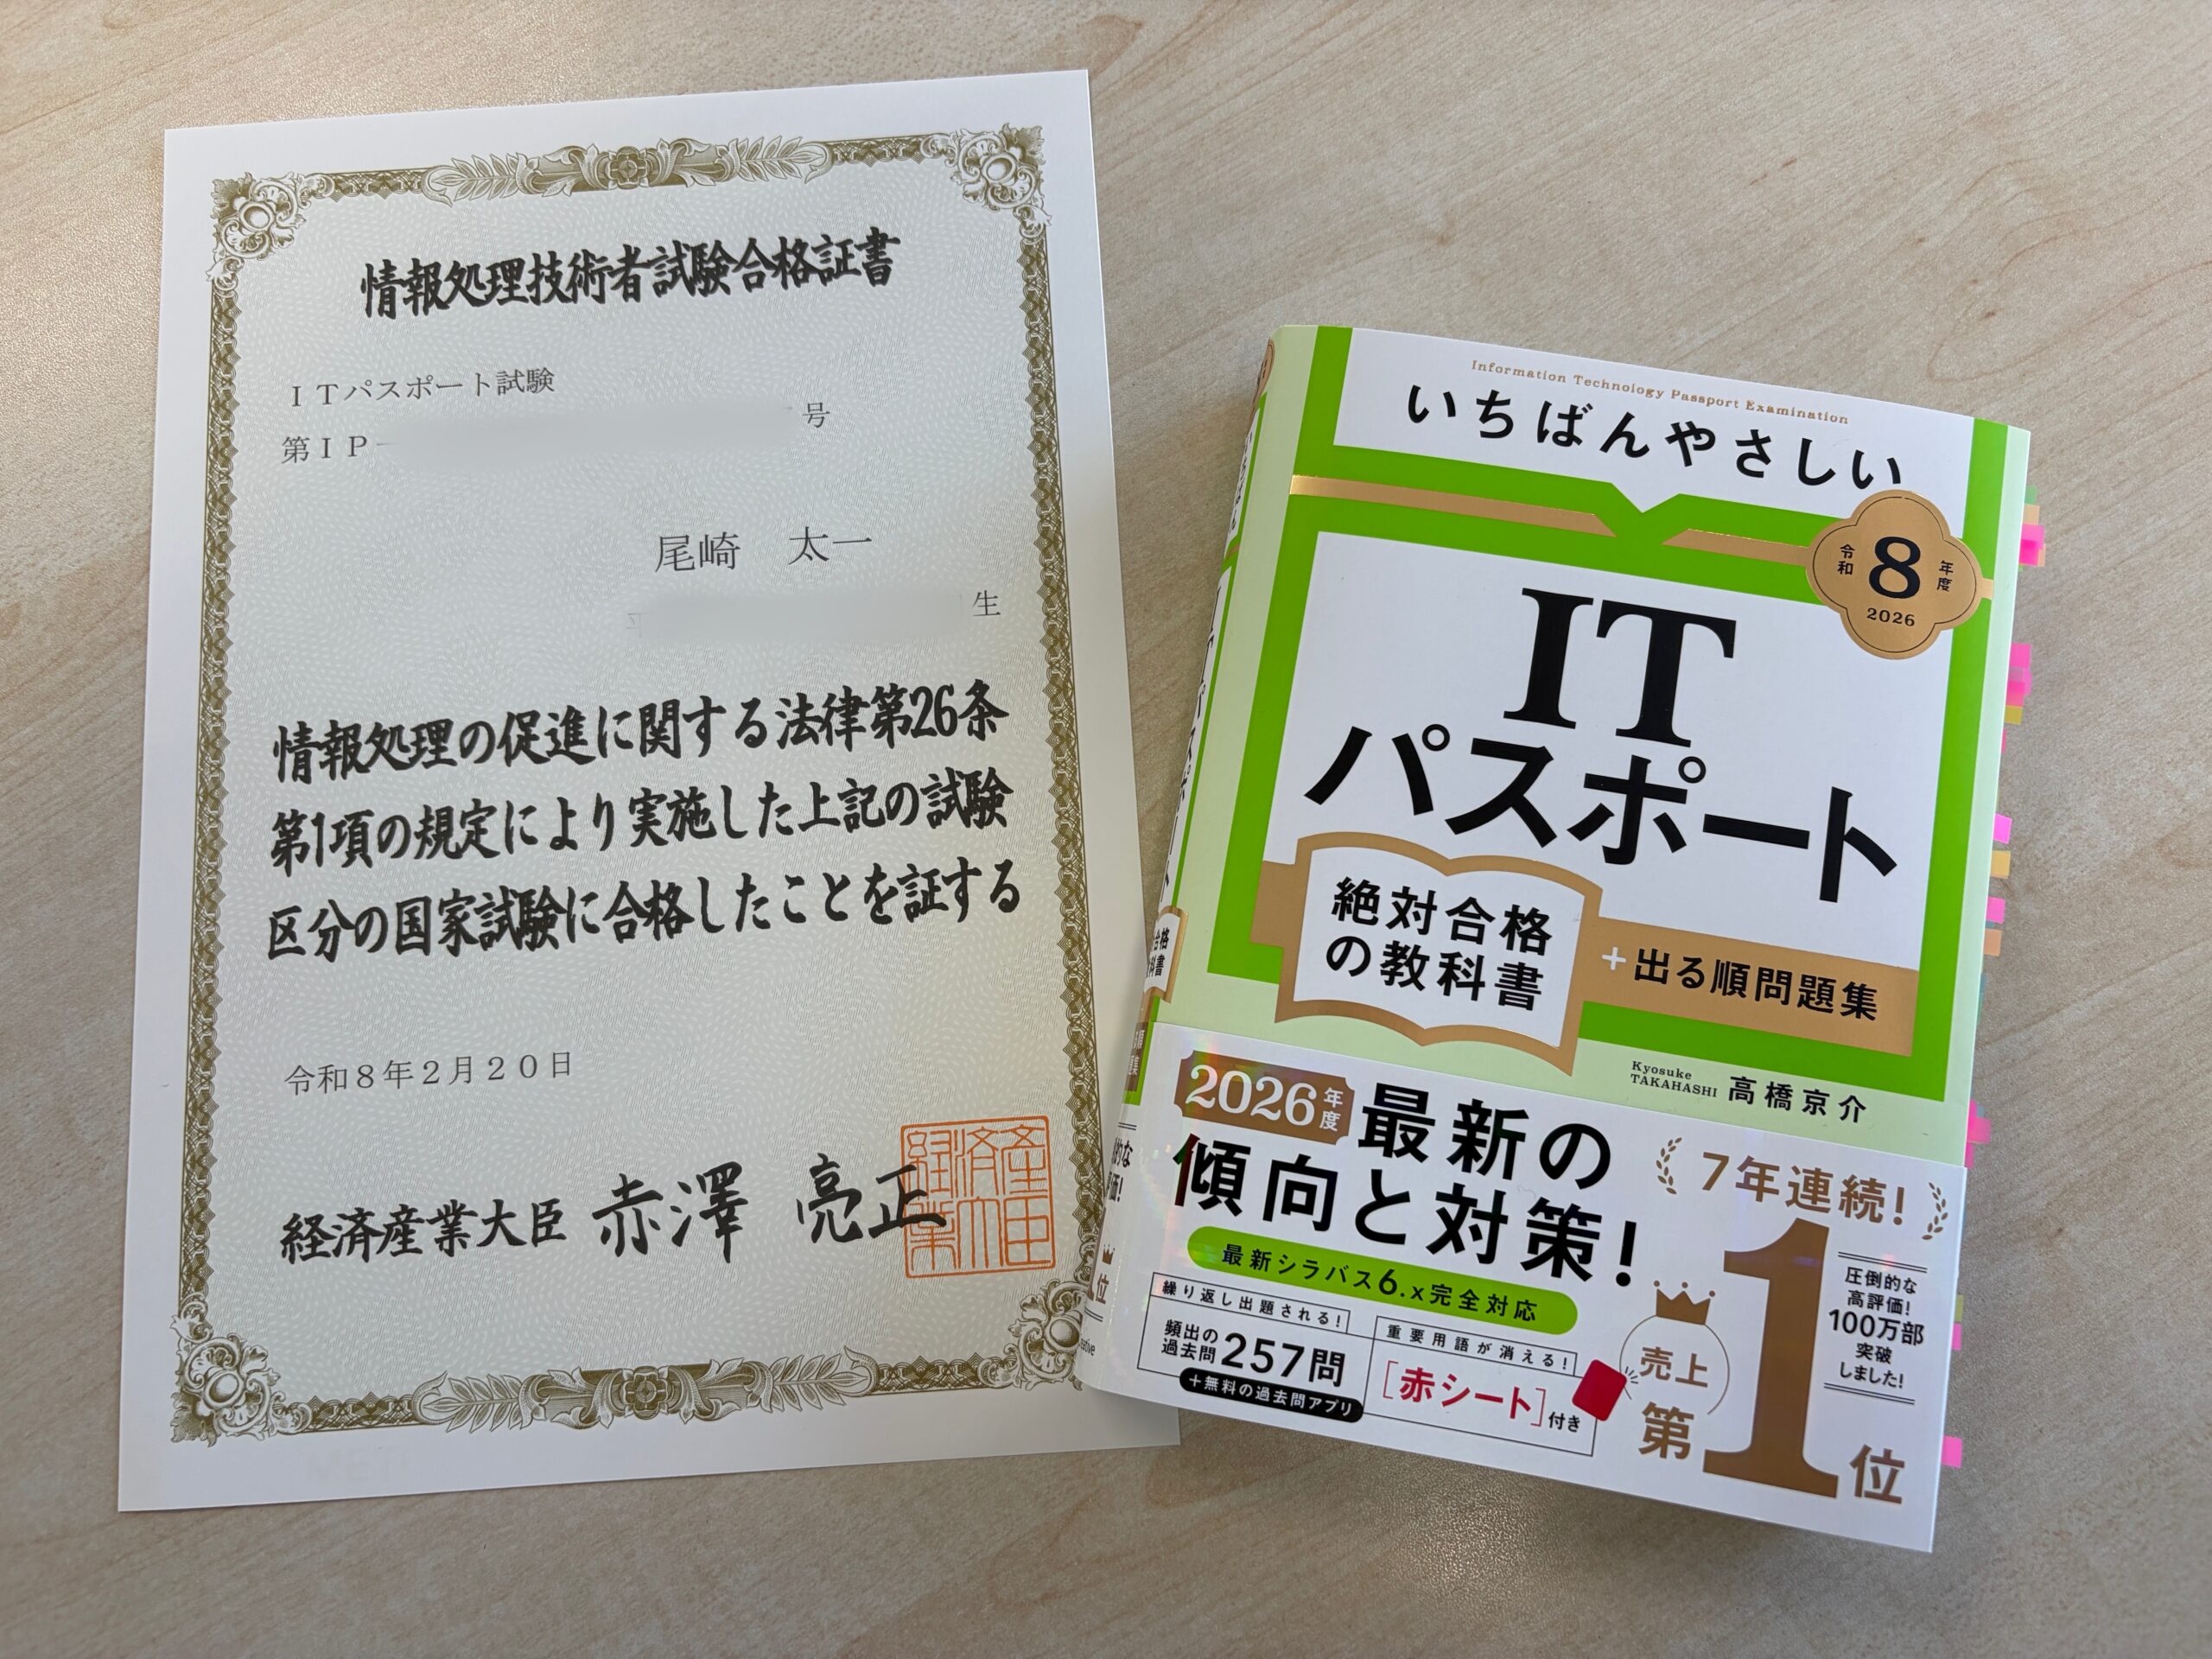 情報処理技術者試験合格証書
ＩＴパスポート試験
第ＩＰ－
号
尾崎　太一
生
情報処理の促進に関する法律第26条
第1項の規定により実施した上記の試験
区分の国家試験に合格したことを証する
令和８年２月２０日
経済産業大臣 赤澤 亮正
Information Technology Passport Examination
いちばんやさしい
令和
8
年度
2026
IT
パスポート
絶対合格
の教科書
+出る順問題集
Kyosuke
TAKAHASHI
高橋京介
2026年度
最新の
傾向と対策!
最新シラバス6.x完全対応
繰り返し出題される!
頻出の
過去問257問
+無料の過去問アプリ
重要用語が消える!
[赤シート]付き
7年連続!
売上
第1位
圧倒的な
高評価!
100万部
突破
しました!